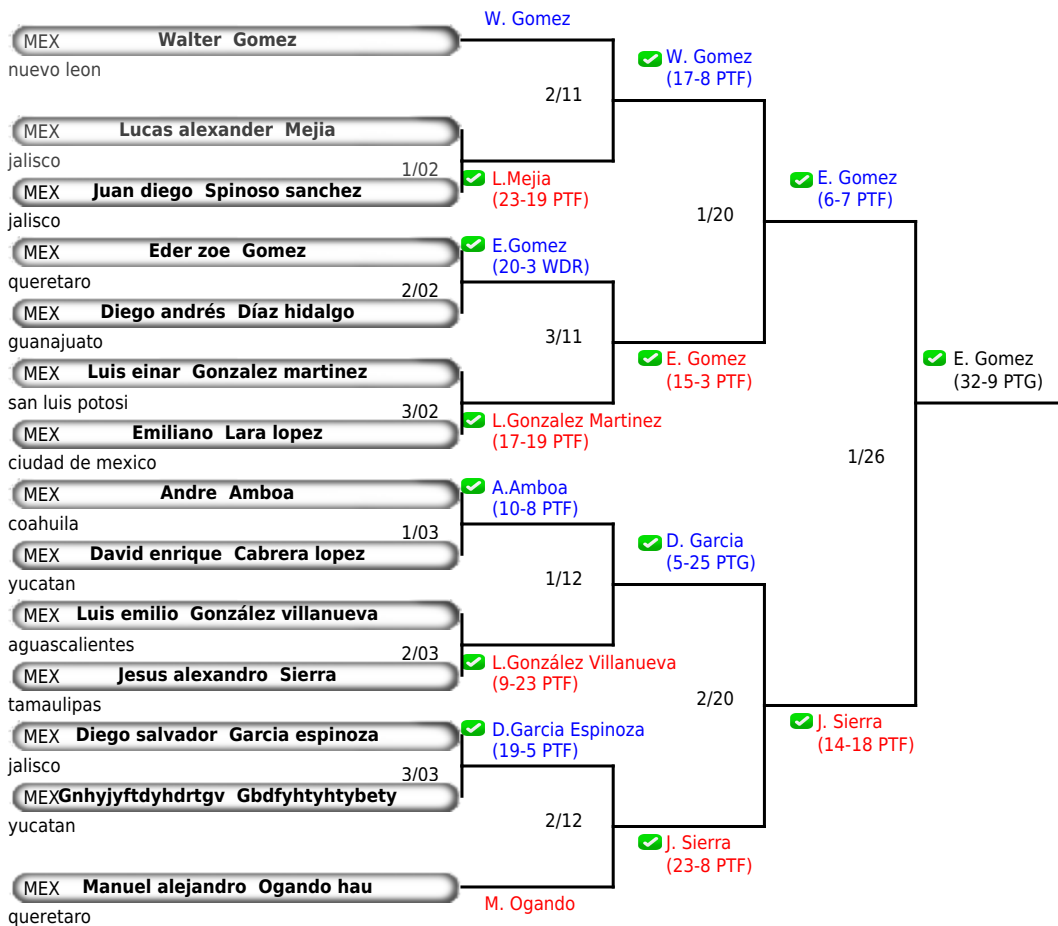 W. Gomez
MEX Walter Gomez
nuevo leon
W. Gomez
(17-8 PTF)
2/11
MEX Lucas alexander Mejia
jalisco
1/02
L.Mejia
(23-19 PTF)
MEX Juan diego Spinoso sanchez
jalisco
E. Gomez
(6-7 PTF)
1/20
MEX Eder zoe Gomez
queretaro
E.Gomez
(20-3 WDR)
2/02
MEX Diego andrés Díaz hidalgo
guanajuato
3/11
E. Gomez
(15-3 PTF)
E. Gomez
(32-9 PTG)
MEX Luis einar Gonzalez martinez
san luis potosi
3/02
L.Gonzalez Martinez
(17-19 PTF)
MEX Emiliano Lara lopez
ciudad de mexico
1/26
MEX Andre Amboa
coahuila
A.Amboa
(10-8 PTF)
1/03
MEX David enrique Cabrera lopez
yucatan
D. Garcia
(5-25 PTG)
1/12
MEX Luis emilio González villanueva
aguascalientes
2/03
L.González Villanueva
(9-23 PTF)
MEX Jesus alexandro Sierra
tamaulipas
2/20
J. Sierra
(14-18 PTF)
MEX Diego salvador Garcia espinoza
jalisco
D.Garcia Espinoza
(19-5 PTF)
3/03
MEX Gnhyjyftdyhdrtgv Gbdfyhtyhtybety
yucatan
2/12
J. Sierra
(23-8 PTF)
MEX Manuel alejandro Ogando hau
queretaro
M. Ogando